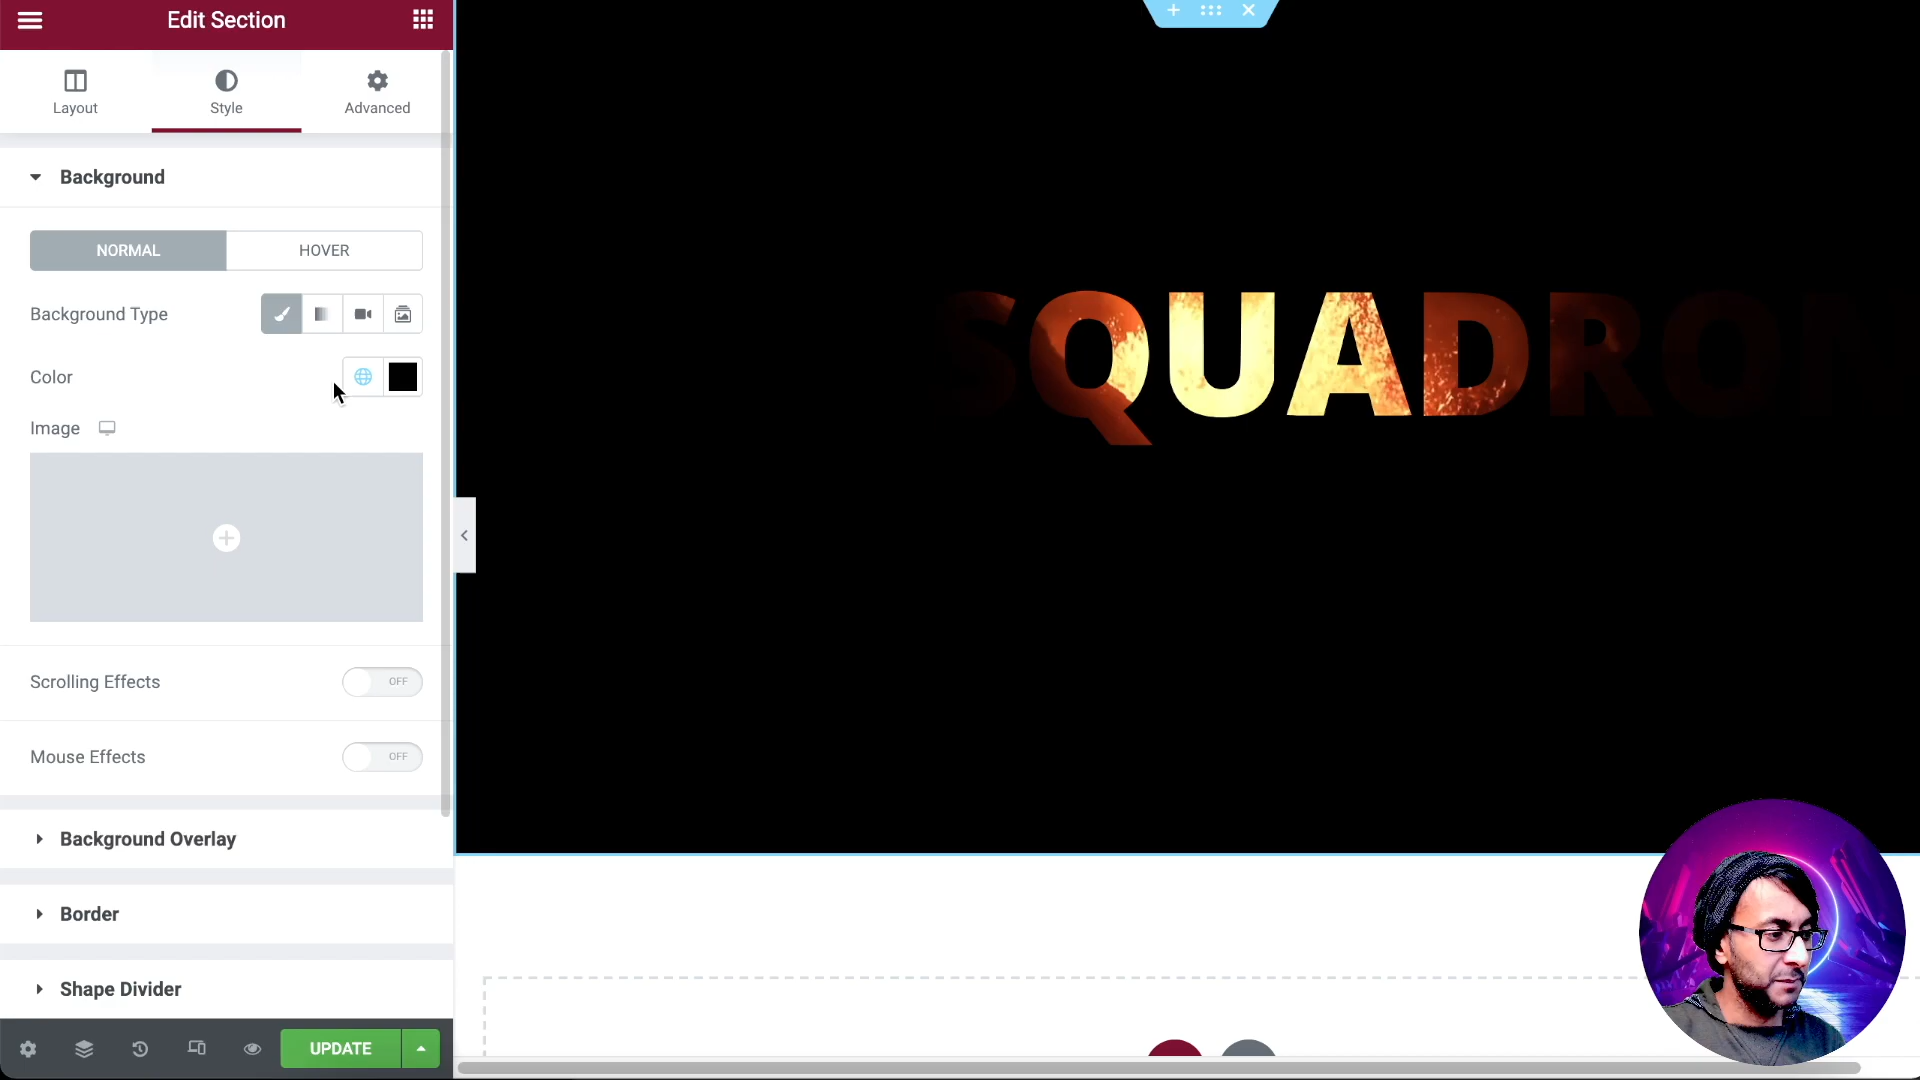 Edit Section
Layout
Style
Advanced
Background
NORMAL
HOVER
Background Type
Color
Image
Scrolling Effects
OFF
Mouse Effects
OFF
Background Overlay
Border
Shape Divider
UPDATE
SQUADRON